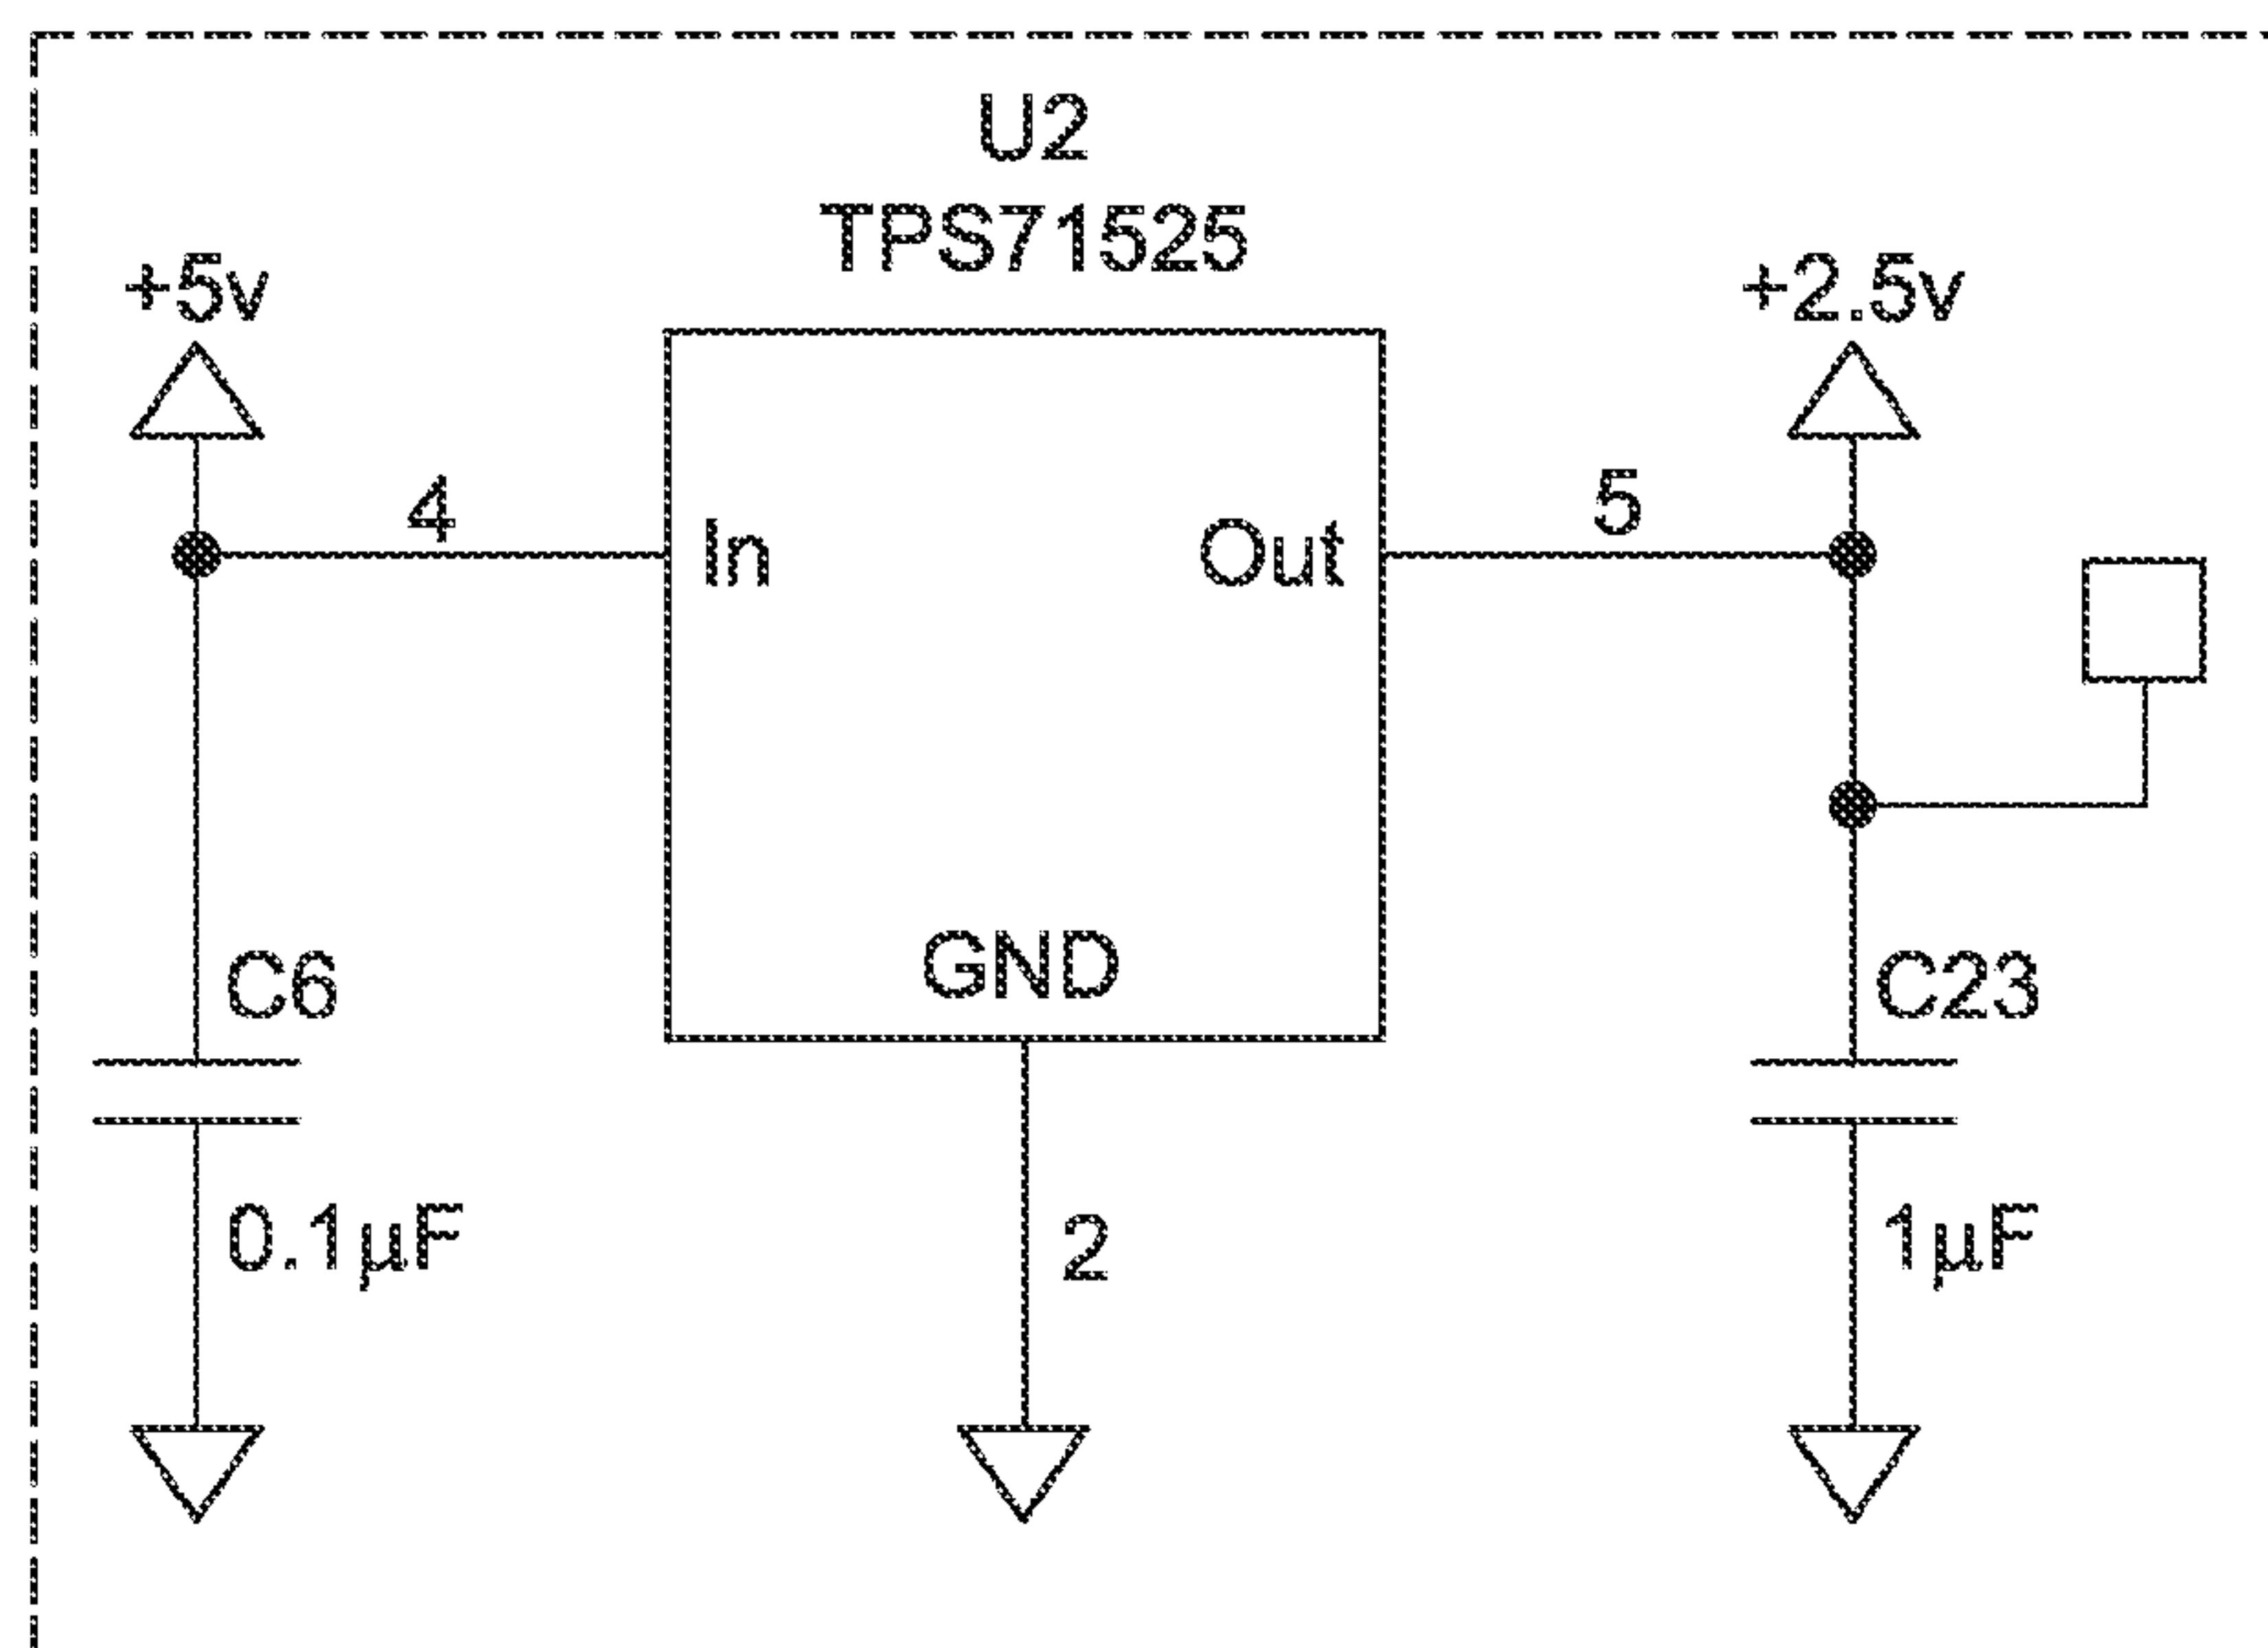 U2
TPS71525
+5v
+2.5v
4
5
In
Out
GND
C6
C23
0.1µF
2
1µF